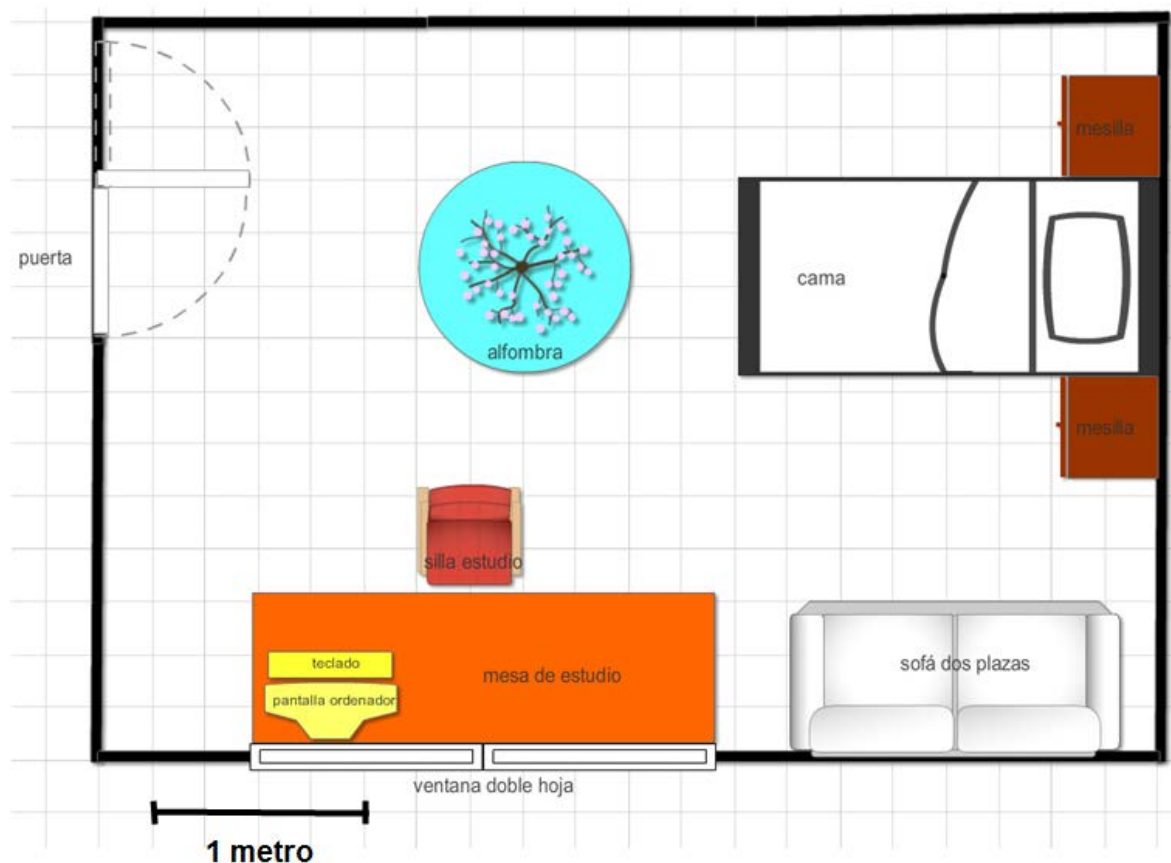 mesilla
puerta
cama
alfombra
mesilla
silla estudio
teclado
sofá dos plazas
mesa de estudio
pantalla ordenador
ventana doble hoja
1 metro